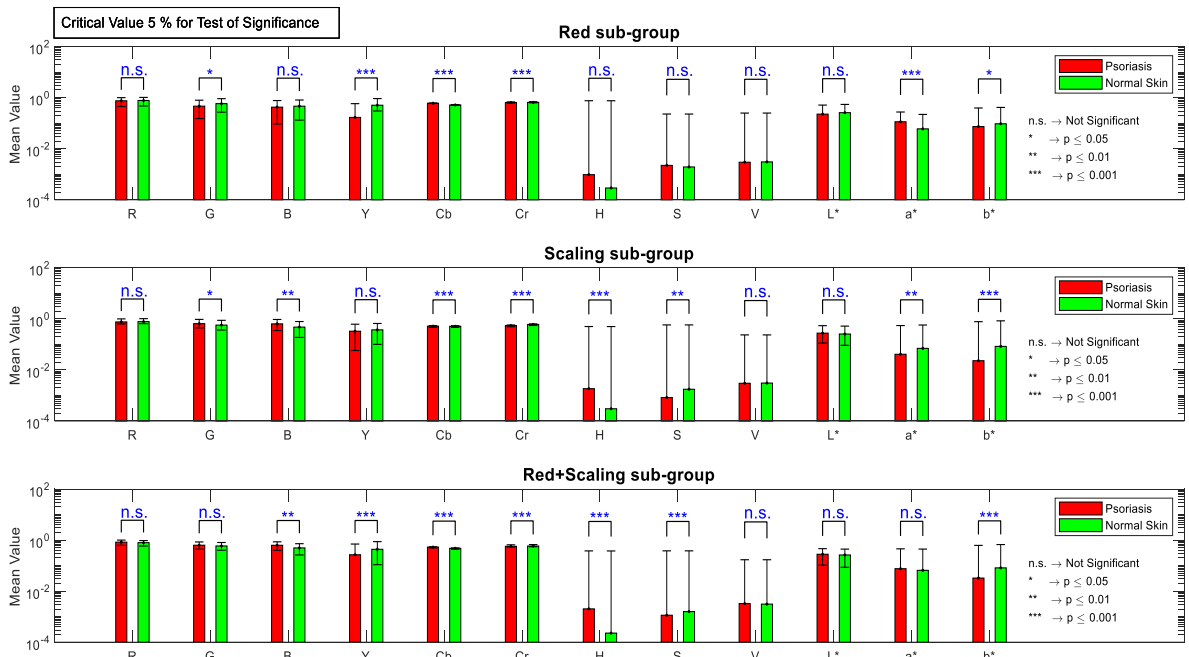 Critical Value 5 % for Test of Significance
Red sub-group
Mean Value
10^2
10^0
10^-2
10^-4
n.s. * n.s. *** *** *** n.s. n.s. n.s. n.s. *** *
R G B Y Cb Cr H S V L* a* b*
Psoriasis
Normal Skin
n.s. → Not Significant
* → p ≤ 0.05
** → p ≤ 0.01
*** → p ≤ 0.001
Scaling sub-group
Mean Value
10^2
10^0
10^-2
10^-4
n.s. * ** n.s. *** *** *** ** n.s. n.s. ** ***
R G B Y Cb Cr H S V L* a* b*
Psoriasis
Normal Skin
n.s. → Not Significant
* → p ≤ 0.05
** → p ≤ 0.01
*** → p ≤ 0.001
Red+Scaling sub-group
Mean Value
10^2
10^0
10^-2
10^-4
n.s. n.s. ** *** *** *** *** *** n.s. n.s. n.s. ***
R G B Y Cb Cr H S V L* a* b*
Psoriasis
Normal Skin
n.s. → Not Significant
* → p ≤ 0.05
** → p ≤ 0.01
*** → p ≤ 0.001